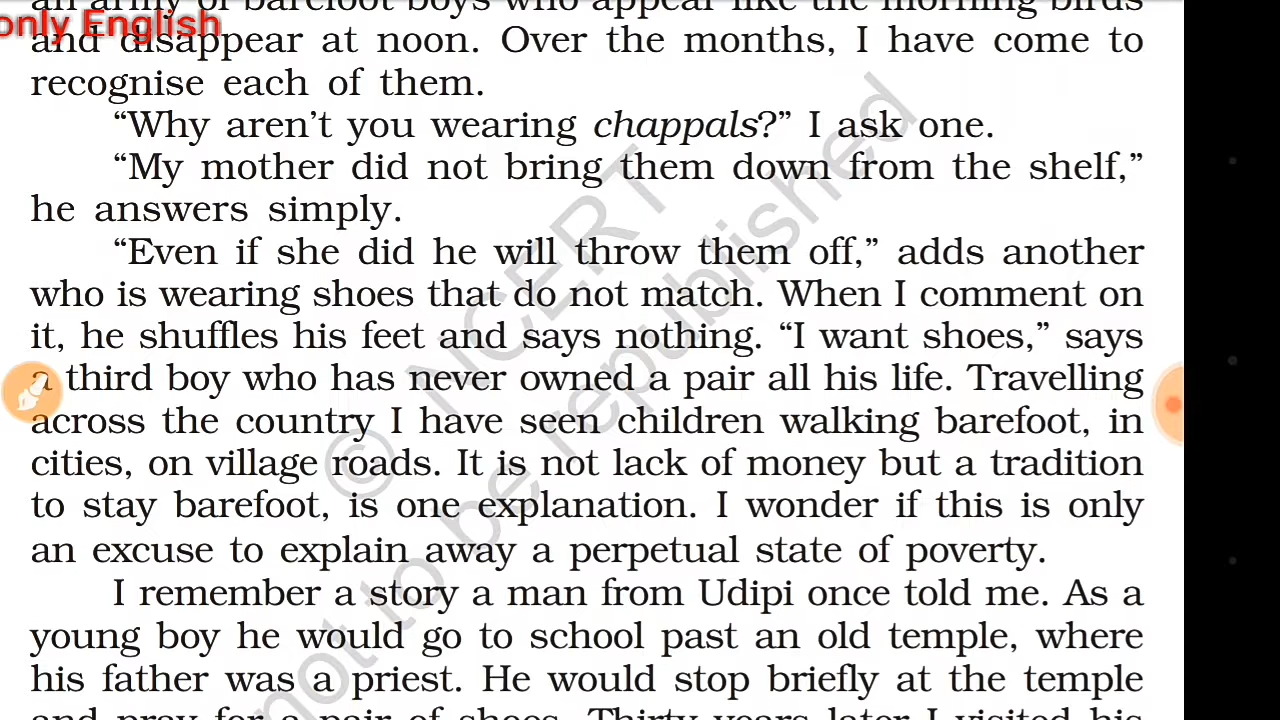 an army of barefoot boys who appear like the morning birds
only English
and disappear at noon. Over the months, I have come to
recognise each of them.
“Why aren’t you wearing chappals?” I ask one.
“My mother did not bring them down from the shelf,”
he answers simply.
“Even if she did he will throw them off,” adds another
who is wearing shoes that do not match. When I comment on
it, he shuffles his feet and says nothing. “I want shoes,” says
a third boy who has never owned a pair all his life. Travelling
across the country I have seen children walking barefoot, in
cities, on village roads. It is not lack of money but a tradition
to stay barefoot, is one explanation. I wonder if this is only
an excuse to explain away a perpetual state of poverty.
I remember a story a man from Udipi once told me. As a
young boy he would go to school past an old temple, where
his father was a priest. He would stop briefly at the temple
and pray for a pair of shoes. Thirty years later I visited his
© NCERT
not to be republished